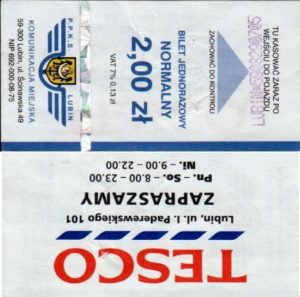 P.K.S.
LUBIN
KOMUNIKACJA MIEJSKA
59-300 Lubin, ul. Ścinawska 49
NIP 692-000-08-75
BILET JEDNORAZOWY
NORMALNY
2,00 zł
VAT 7% 0.13 zł
TU KASOWAĆ ZARAZ PO
WEJŚCIU DO POJAZDU
ZACHOWAĆ DO KONTROLI
TESCO
Lubin, ul. I. Paderewskiego 101
ZAPRASZAMY
Pn. – So. 8.00 – 23.00
Ni. – 9.00 – 22.00